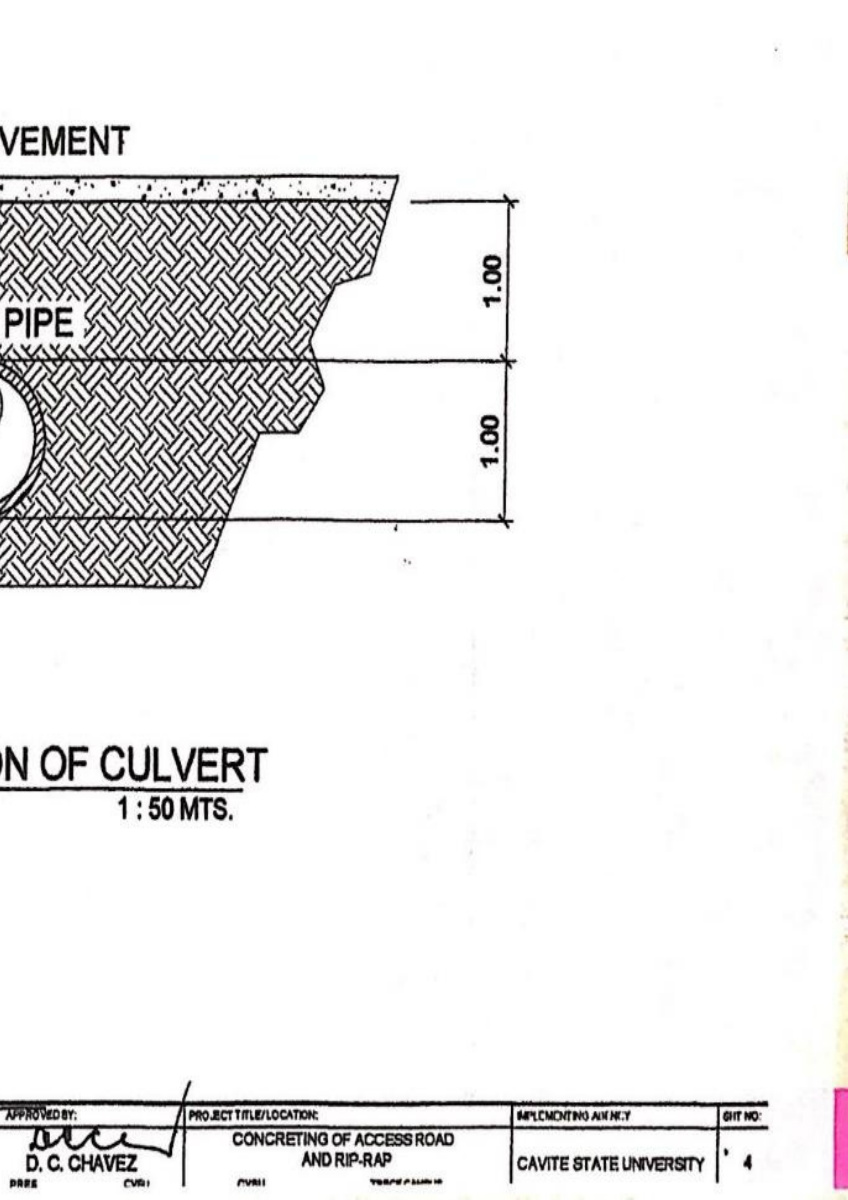 VEMENT
1.00
PIPE
1.00
ON OF CULVERT
1 : 50 MTS.
APPROVED BY:
D. C. CHAVEZ
PROJECT TITLE/LOCATION:
CONCRETING OF ACCESS ROAD
AND RIP-RAP
IMPLEMENTING AGENCY
CAVITE STATE UNIVERSITY
SHT NO:
4